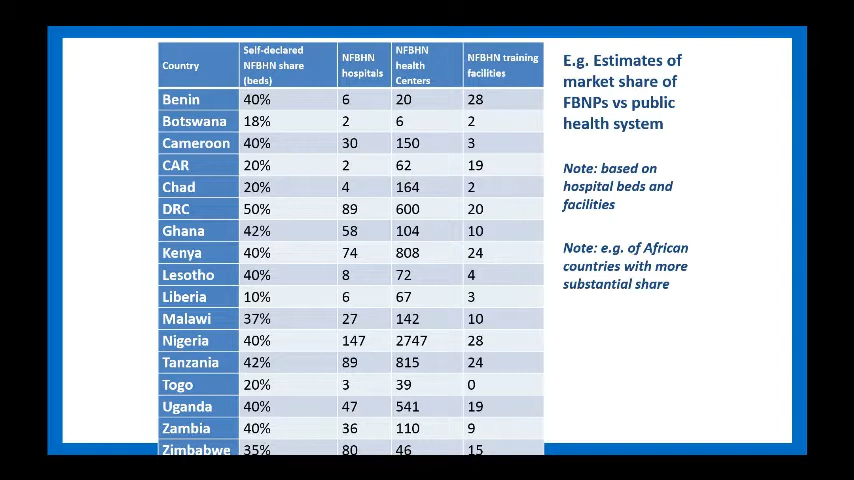 Country Self-declared NFBHN share (beds) NFBHN hospitals NFBHN health Centers NFBHN training facilities
Benin 40% 6 20 28
Botswana 18% 2 6 2
Cameroon 40% 30 150 3
CAR 20% 2 62 19
Chad 20% 4 164 2
DRC 50% 89 600 20
Ghana 42% 58 104 10
Kenya 40% 74 808 24
Lesotho 40% 8 72 4
Liberia 10% 6 67 3
Malawi 37% 27 142 10
Nigeria 40% 147 2747 28
Tanzania 42% 89 815 24
Togo 20% 3 39 0
Uganda 40% 47 541 19
Zambia 40% 36 110 9
Zimbabwe 35% 80 46 15
E.g. Estimates of
market share of
FBNPs vs public
health system
Note: based on
hospital beds and
facilities
Note: e.g. of African
countries with more
substantial share